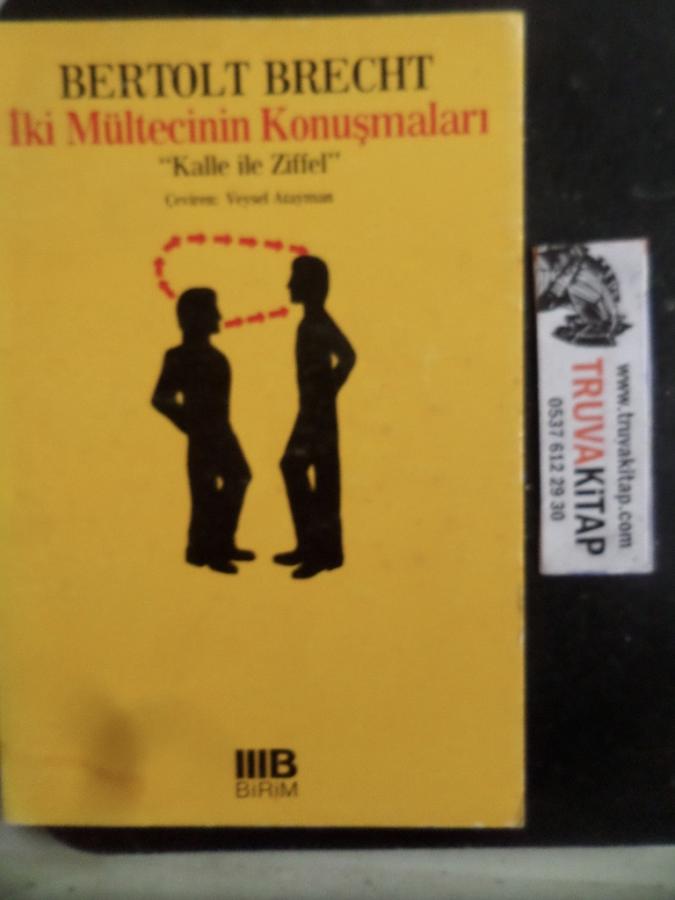 BERTOLT BRECHT
İki Mültecinin Konuşmaları
“Kalle ile Ziffel”
Çeviren: Veysel Atayman
IIIB
BİRİM
www.truvakitap.com
TRUVAKİTAP
0537 612 29 30